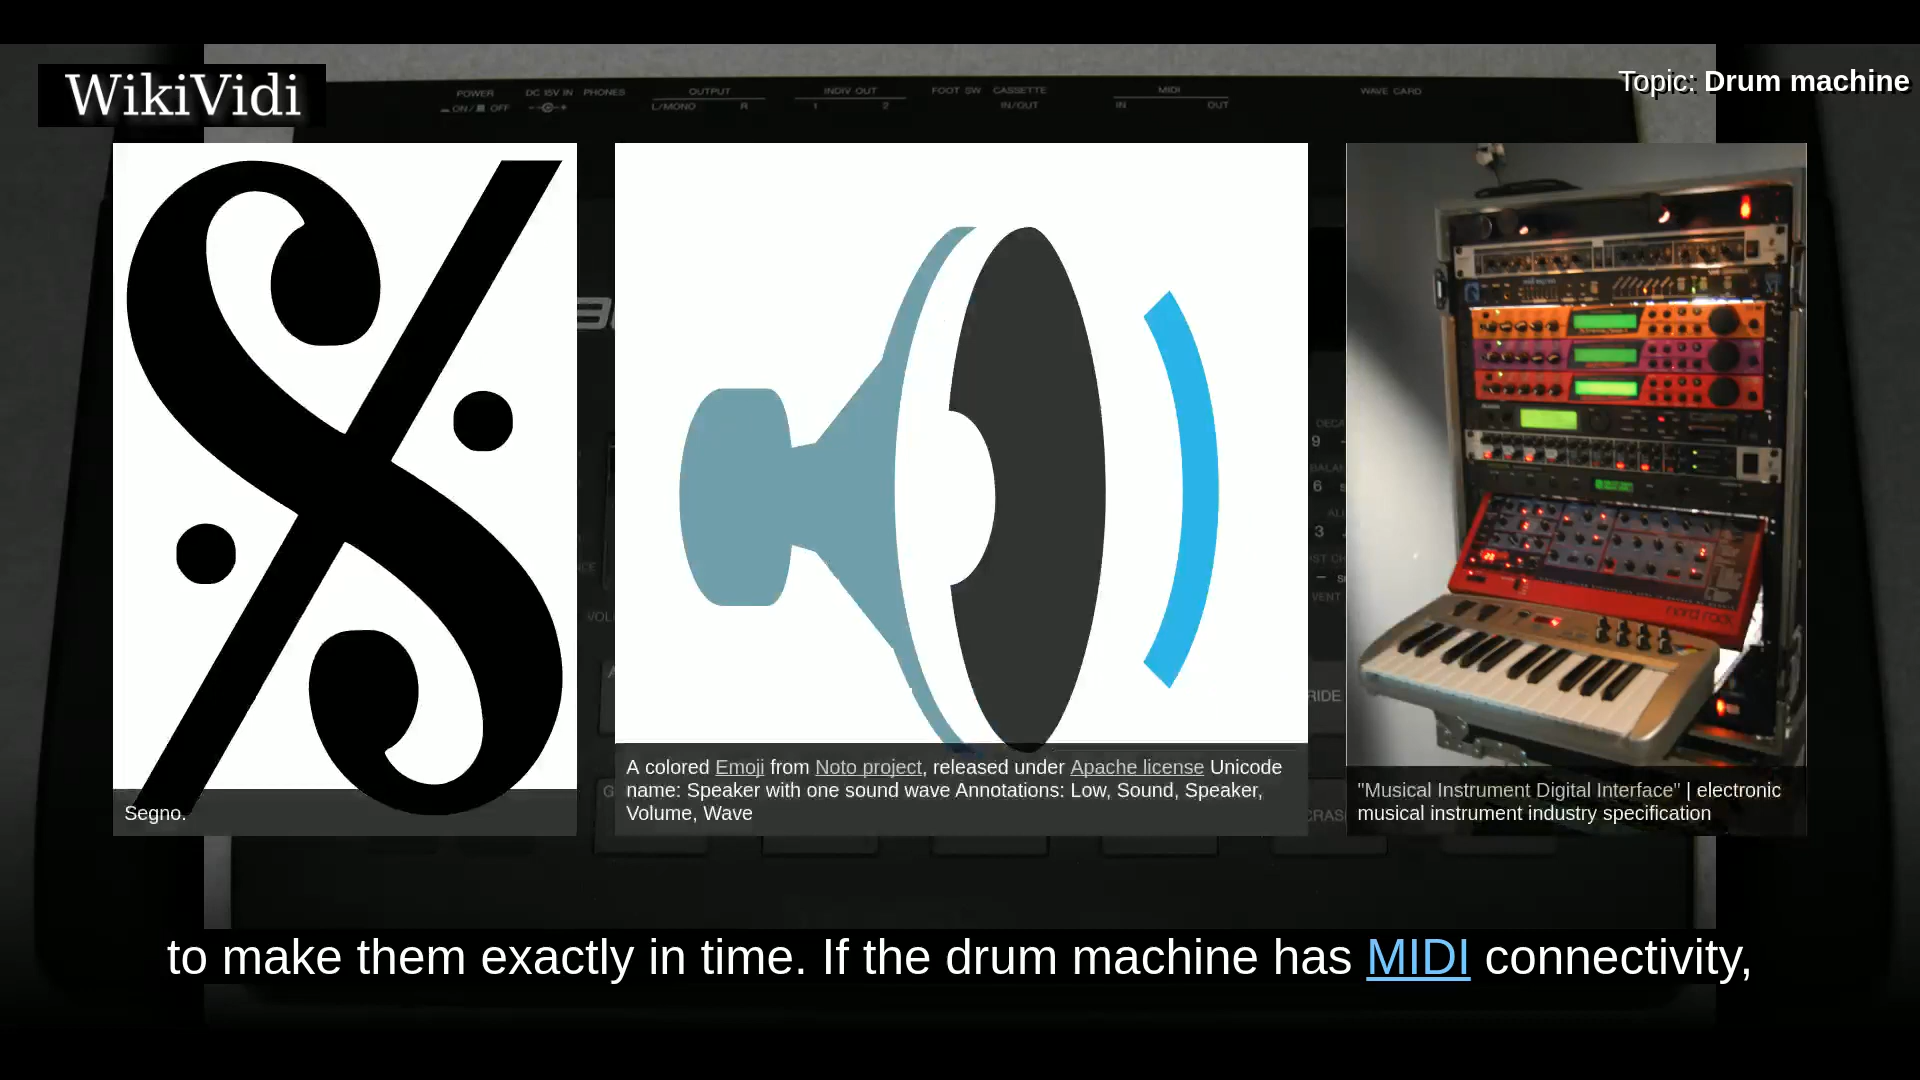 WikiVidi
Topic: Drum machine
POWER
ON/ OFF
DC 15V IN
PHONES
OUTPUT
L/MONO R
INDIV OUT
1 2
FOOT SW
CASSETTE
IN/OUT
MIDI
IN OUT
WAVE CARD
nord rack
Segno.
A colored Emoji from Noto project, released under Apache license Unicode
name: Speaker with one sound wave Annotations: Low, Sound, Speaker,
Volume, Wave
"Musical Instrument Digital Interface" | electronic
musical instrument industry specification
to make them exactly in time. If the drum machine has MIDI connectivity,